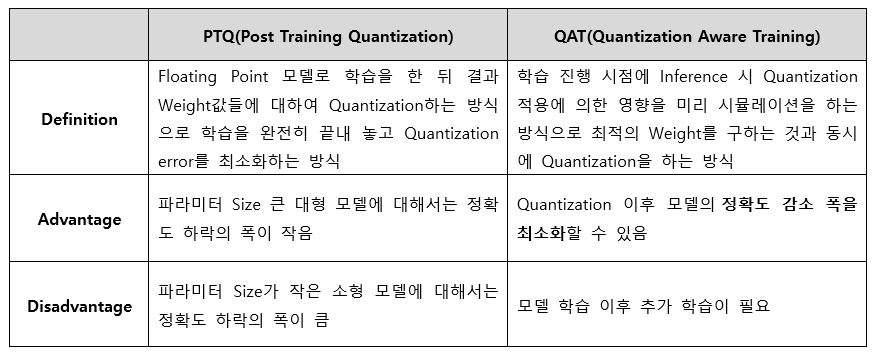 PTQ(Post Training Quantization)
QAT(Quantization Aware Training)
Definition
Floating Point 모델로 학습을 한 뒤 결과
Weight값들에 대하여 Quantization하는 방식
으로 학습을 완전히 끝내 놓고 Quantization
error를 최소화하는 방식
학습 진행 시점에 Inference 시 Quantization
적용에 의한 영향을 미리 시뮬레이션을 하는
방식으로 최적의 Weight를 구하는 것과 동시
에 Quantization을 하는 방식
Advantage
파라미터 Size 큰 대형 모델에 대해서는 정확
도 하락의 폭이 작음
Quantization 이후 모델의 정확도 감소 폭을
최소화할 수 있음
Disadvantage
파라미터 Size가 작은 소형 모델에 대해서는
정확도 하락의 폭이 큼
모델 학습 이후 추가 학습이 필요